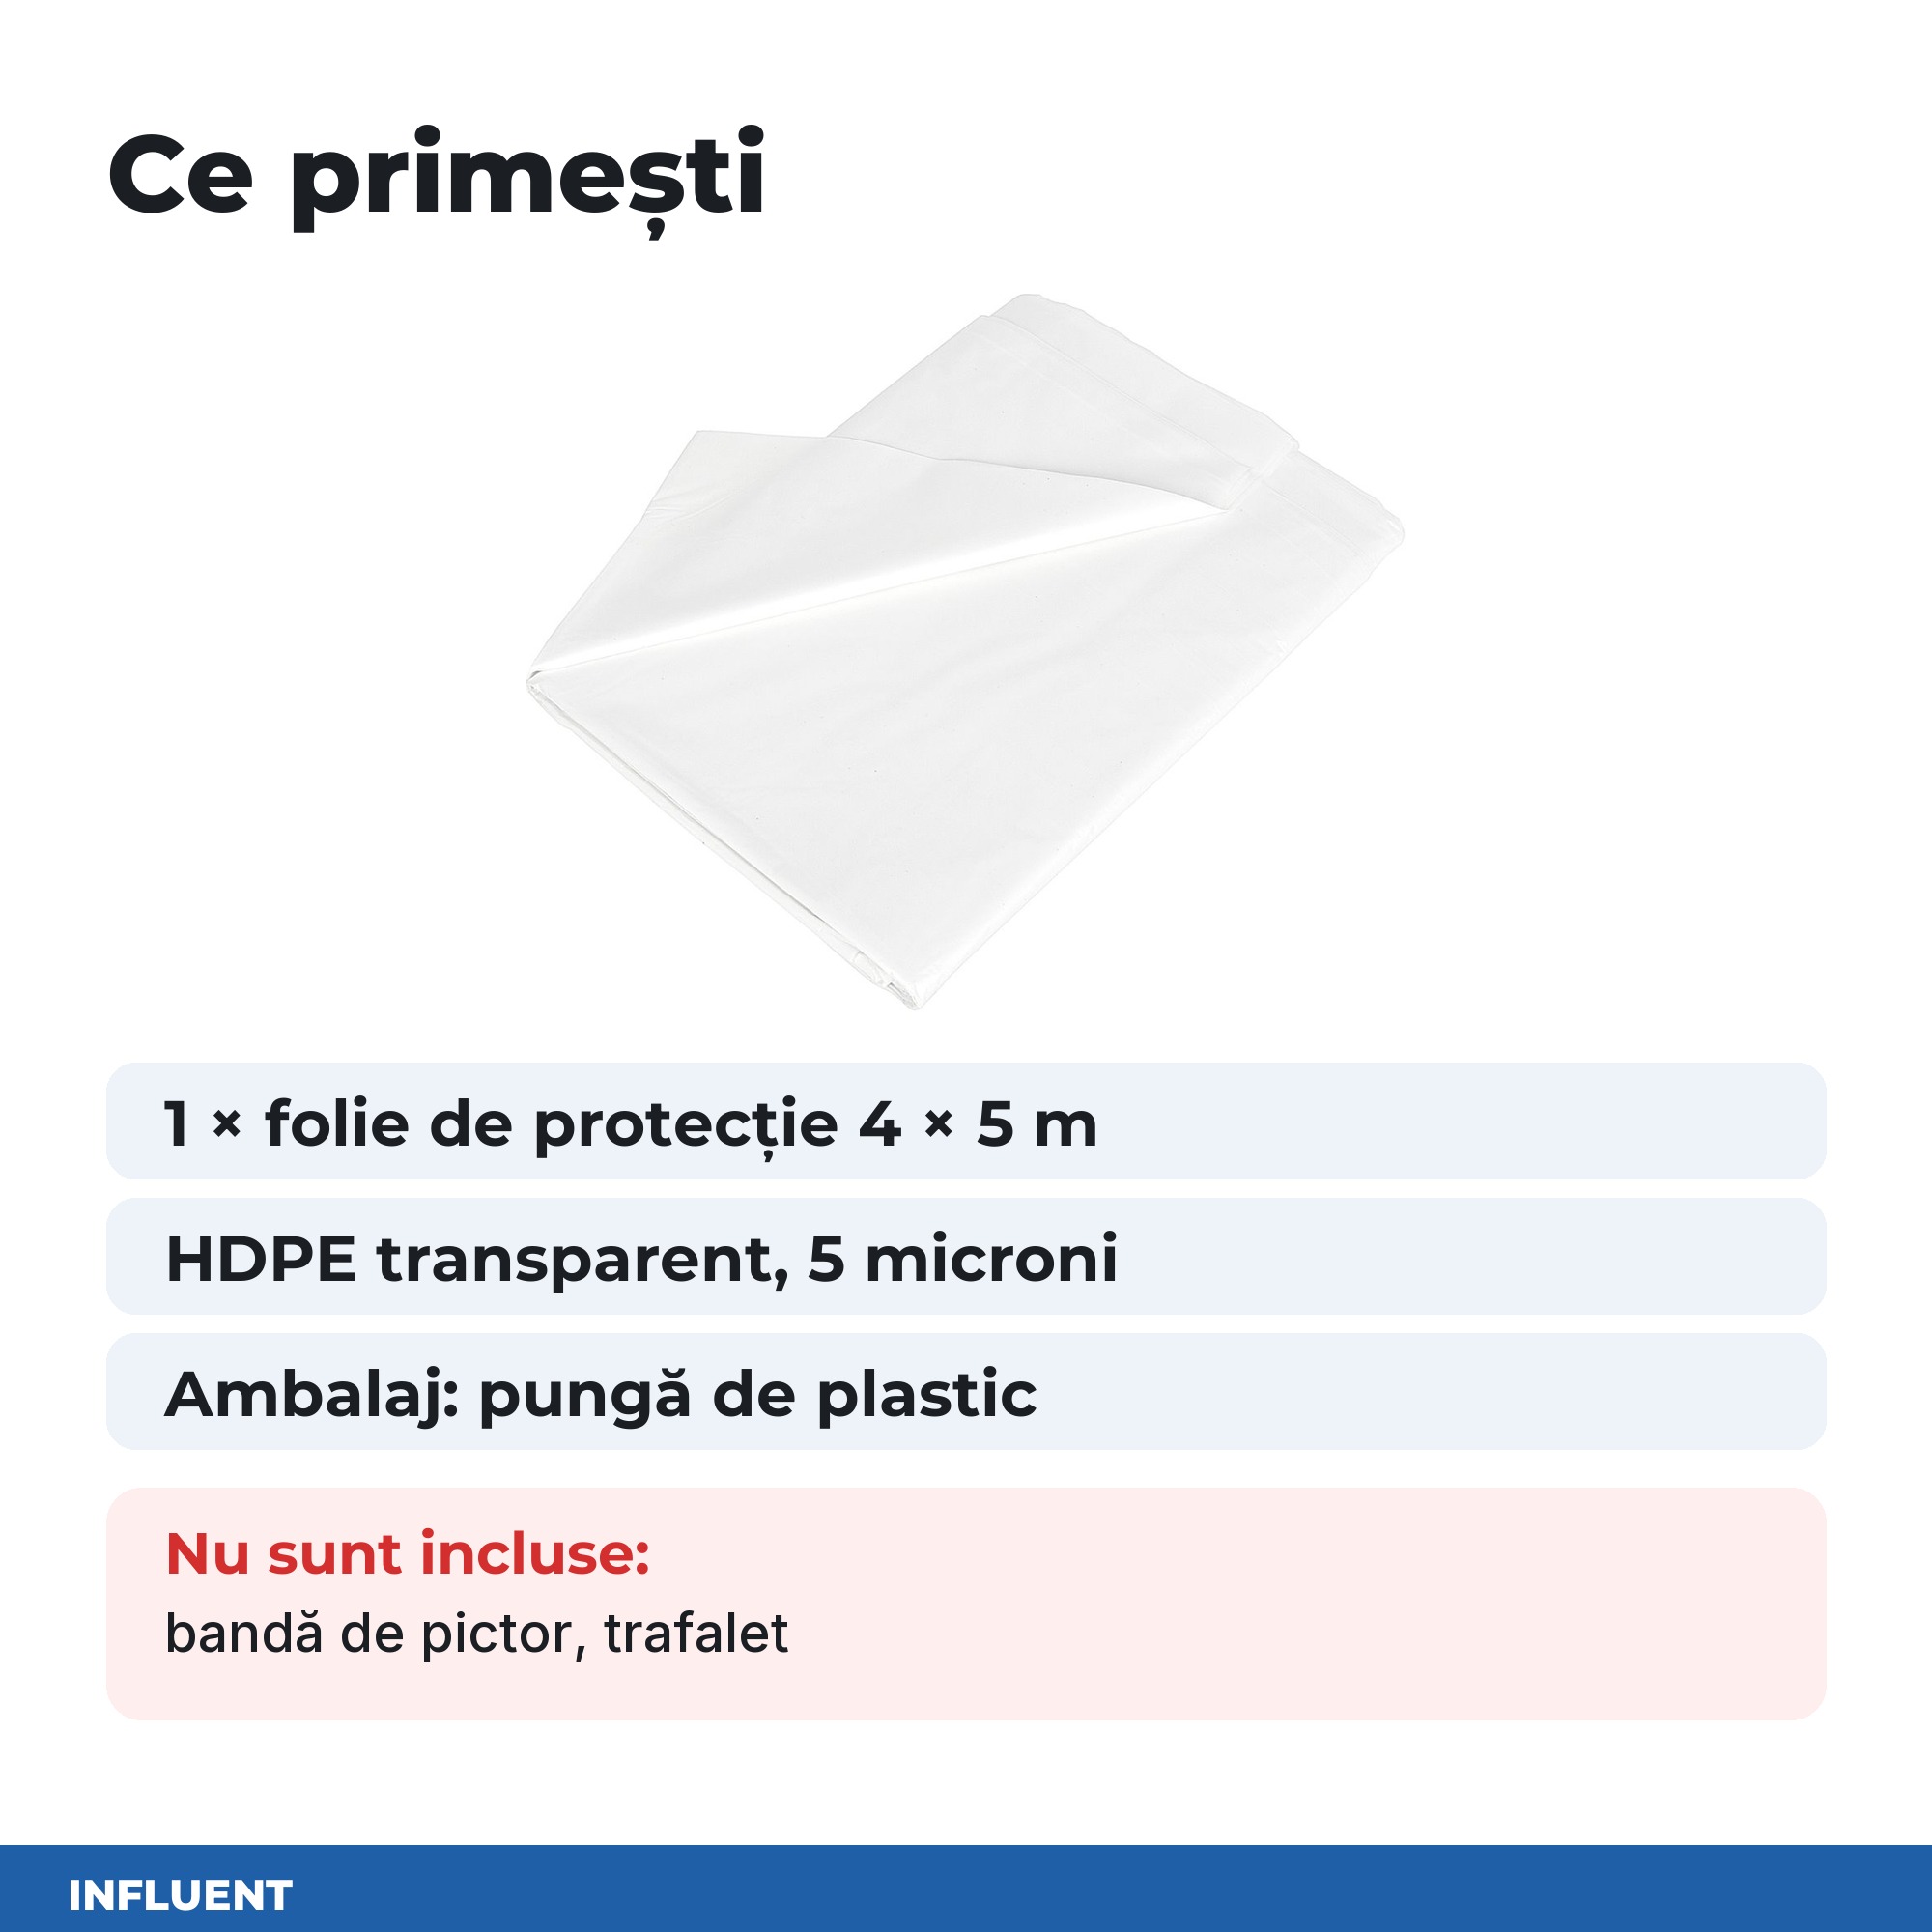 Ce primești
1 × folie de protecție 4 × 5 m
HDPE transparent, 5 microni
Ambalaj: pungă de plastic
Nu sunt incluse:
bandă de pictor, trafalet
INFLUENT